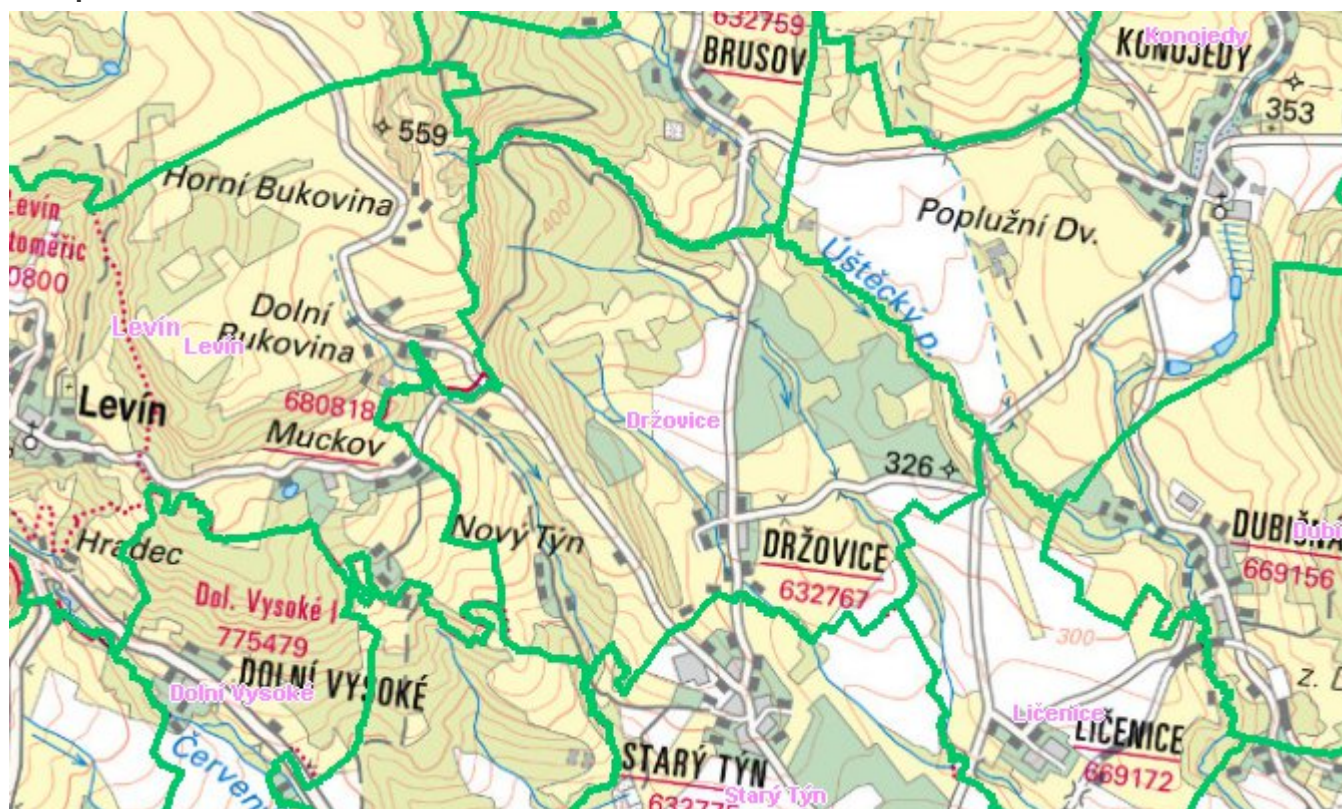 632759
BRUSOV
KONOJEDY
Konojedy
353
559
Horní Bukovina
Levín
0800
400
Poplužní Dv.
Úštěcký p.
Dolní
Bukovina
Levín
Levín
Levín
680818
Muckov
Držovice
326
Nový Týn
Hradec
DRŽOVICE
632767
669156
Dol. Vysoké
775479
DOLNÍ VYSOKÉ
Dolní Vysoké
300
z.
Ličenice
LIČENICE
669172
STARÝ TÝN
Starý Týn